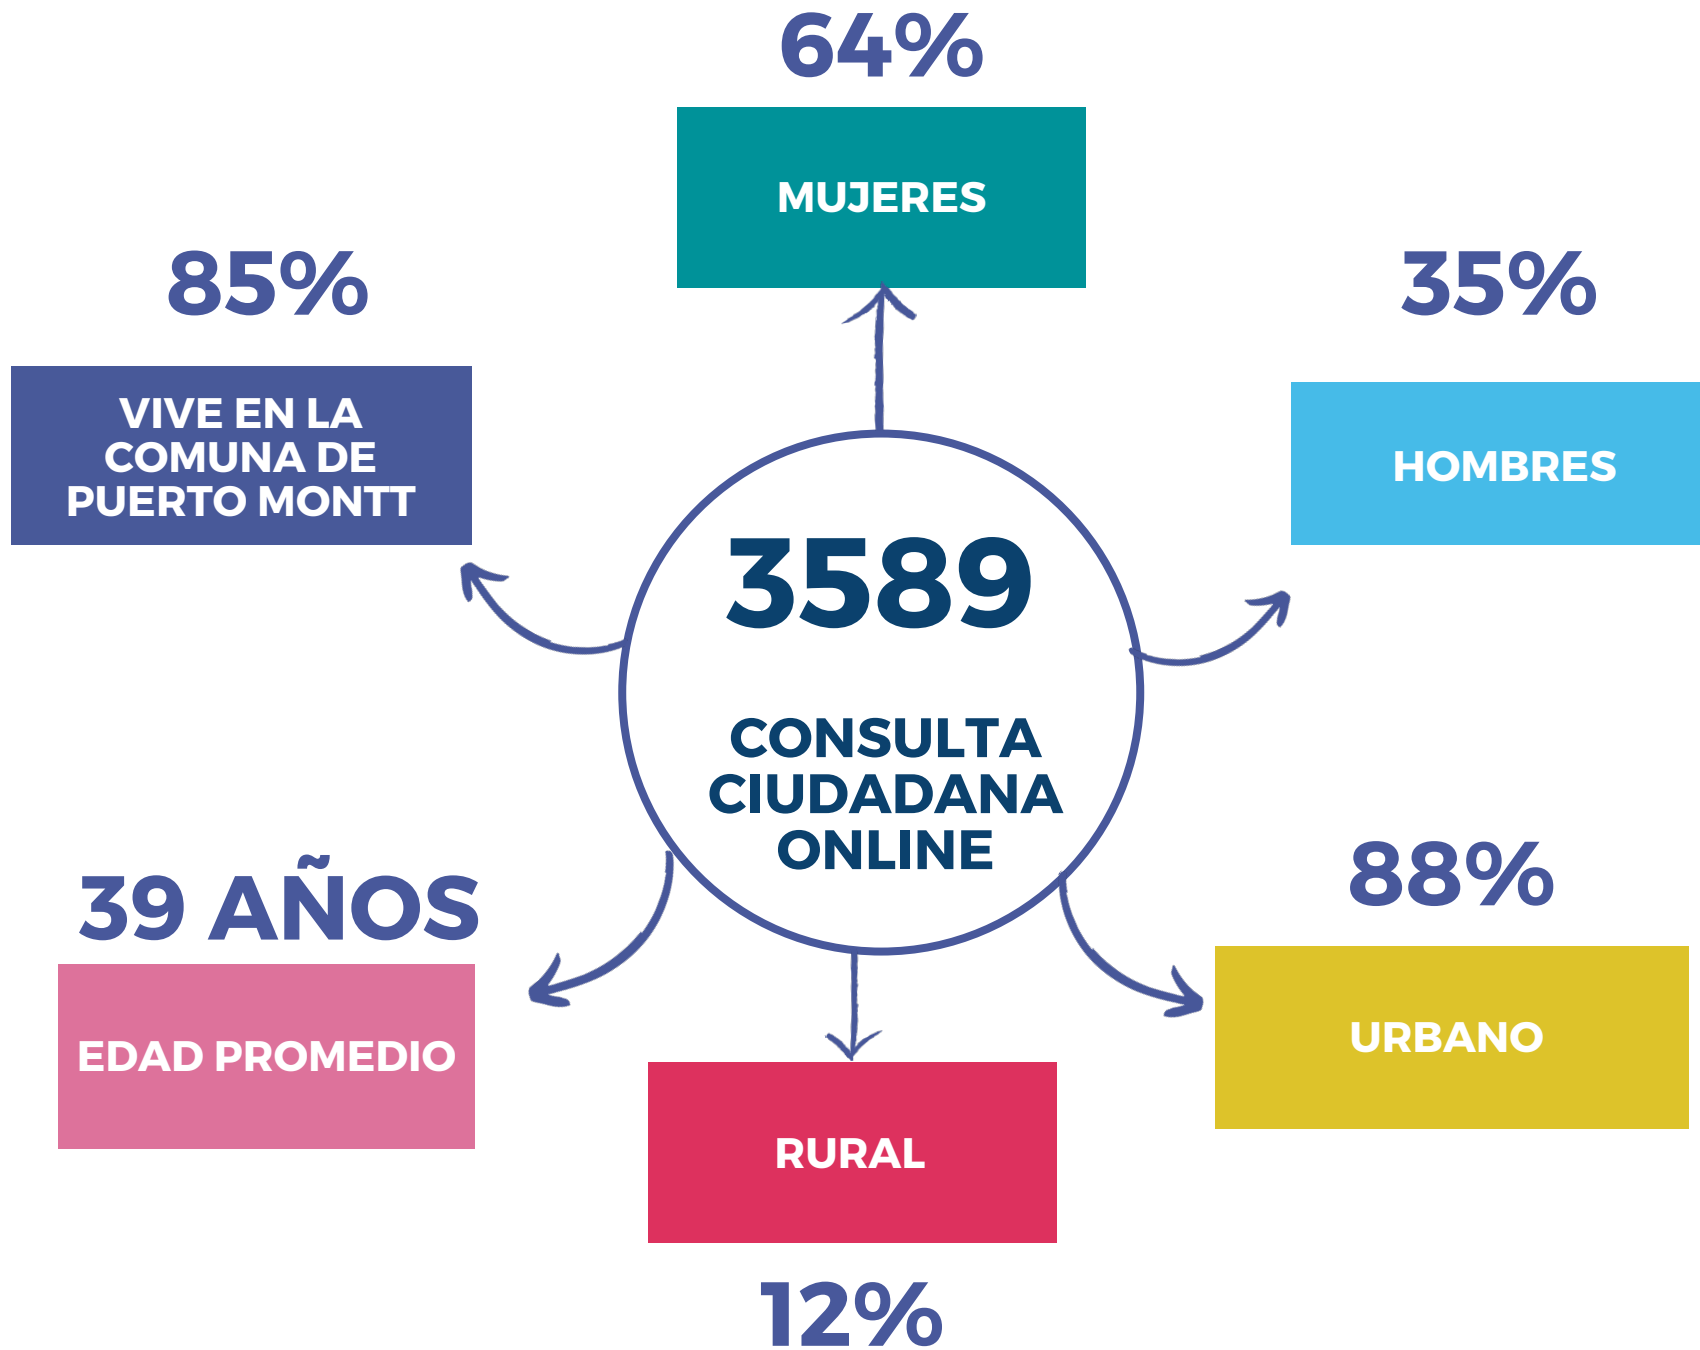 64%
MUJERES
85%
VIVE EN LA
COMUNA DE
PUERTO MONTT
35%
HOMBRES
3589
CONSULTA
CIUDADANA
ONLINE
39 AÑOS
EDAD PROMEDIO
88%
URBANO
RURAL
12%